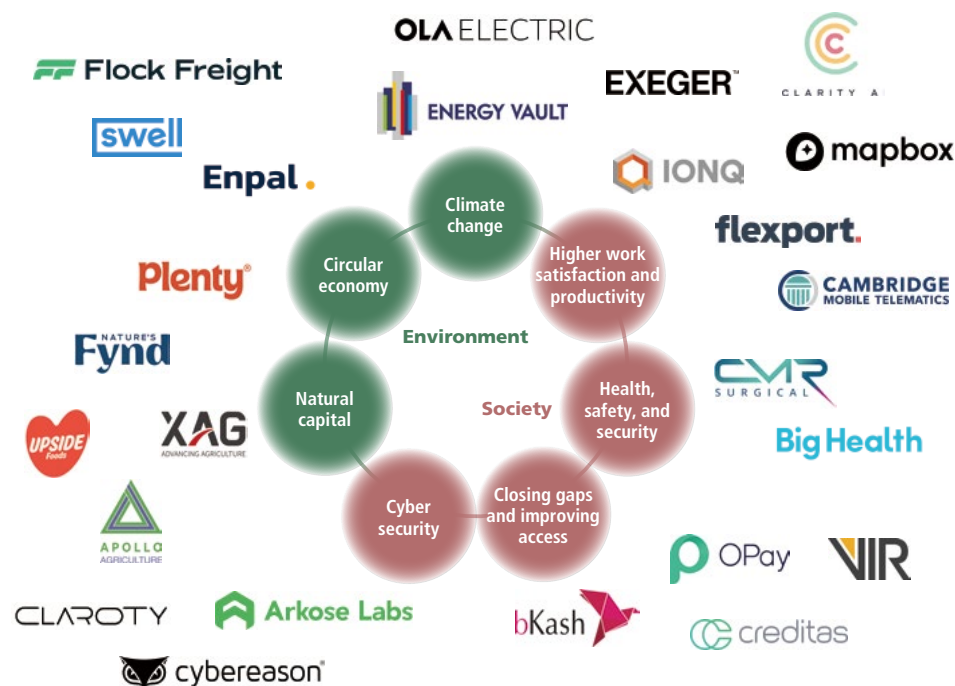 OLA ELECTRIC
Flock Freight
EXEGER™
CLARITY A
ENERGY VAULT
swell
mapbox
Enpal.
IONQ
Climate
change
flexport.
Higher work
satisfaction and
productivity
Circular
economy
Plenty®
CAMBRIDGE
MOBILE TELEMATICS
Environment
NATURE'S
Fynd
CMR
SURGICAL
Natural
capital
Society
Health,
safety, and
security
UPSIDE
Foods
XAG
ADVANCING AGRICULTURE
Big Health
Cyber
security
Closing gaps
and improving
access
APOLLO
AGRICULTURE
OPay
VIR
CLAROTY
Arkose Labs
bKash
creditas
cybereason®